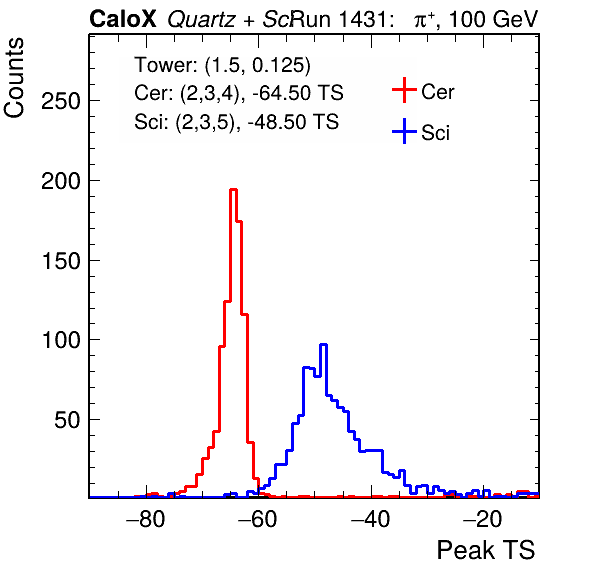 CaloX Quartz + ScRun 1431: π⁺, 100 GeV
Counts
Tower: (1.5, 0.125)
Cer: (2,3,4), -64.50 TS
Sci: (2,3,5), -48.50 TS
Cer
Sci
250
200
150
100
50
−80 −60 −40 −20
Peak TS